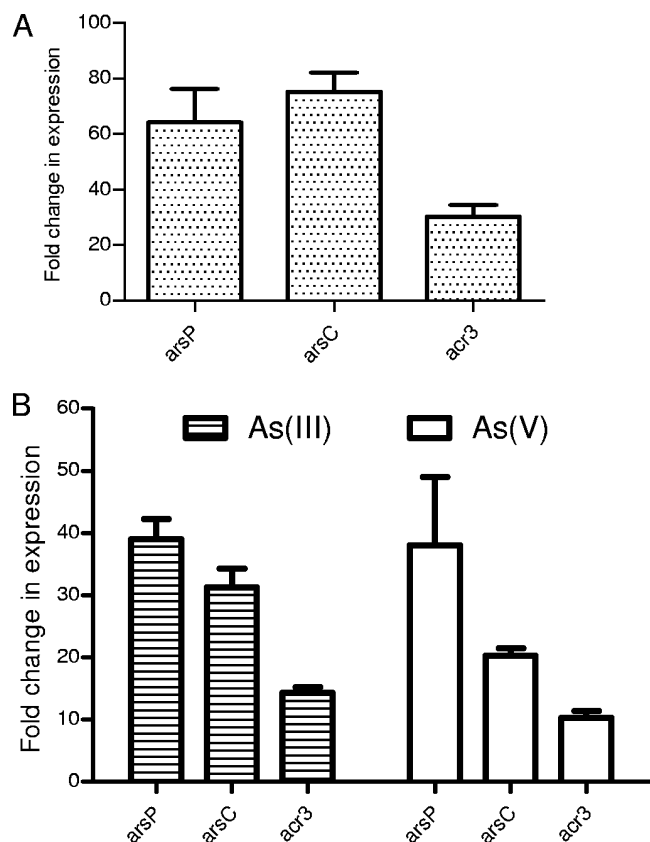 A
Fold change in expression
100
80
60
40
20
0
arsP
arsC
acr3
B
Fold change in expression
60
50
40
30
20
10
0
As(III)
As(V)
arsP
arsC
acr3
arsP
arsC
acr3